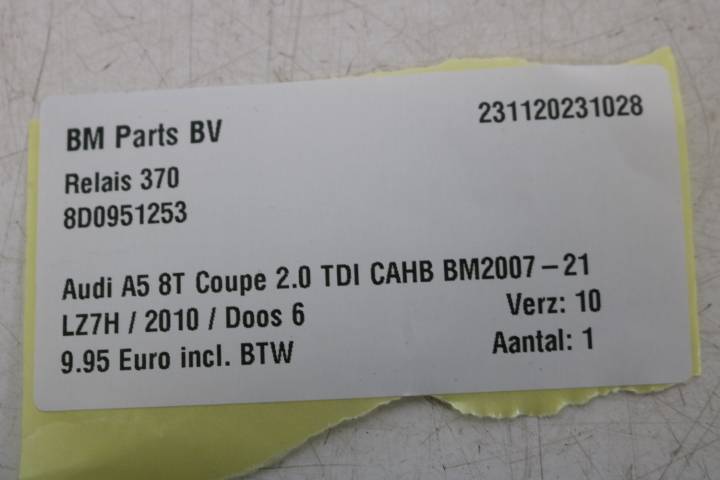 BM Parts BV 231120231028
Relais 370
8D0951253
Audi A5 8T Coupe 2.0 TDI CAHB BM2007-21
LZ7H / 2010 / Doos 6 Verz: 10
9.95 Euro incl. BTW Aantal: 1